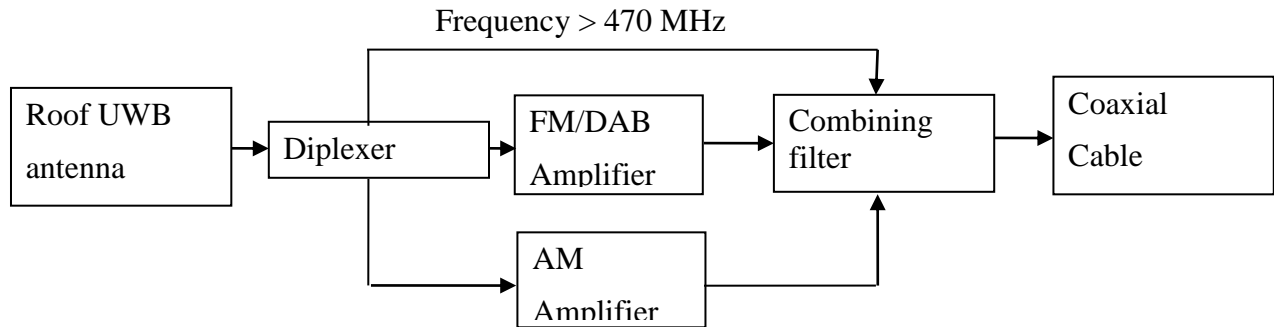 Frequency > 470 MHz
Roof UWB
antenna
Diplexer
FM/DAB
Amplifier
Combining
filter
Coaxial
Cable
AM
Amplifier